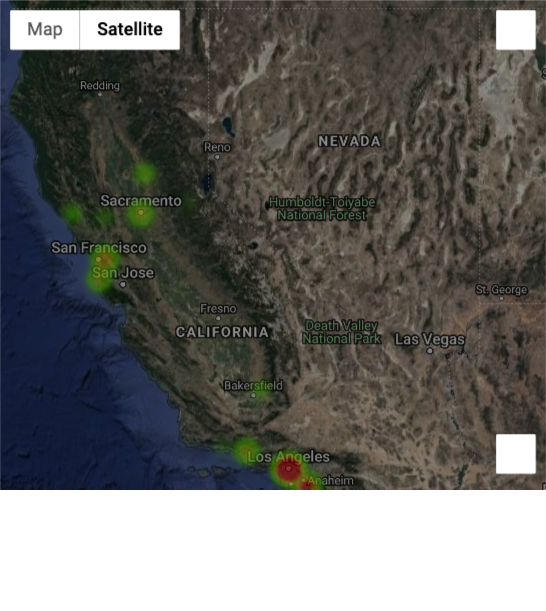 Map Satellite
Redding
Reno
NEVADA
Sacramento
Humboldt-Toiyabe
National Forest
San Francisco
San Jose
St. George
Fresno
CALIFORNIA
Death Valley
National Park
Las Vegas
Bakersfield
Los Angeles
Anaheim